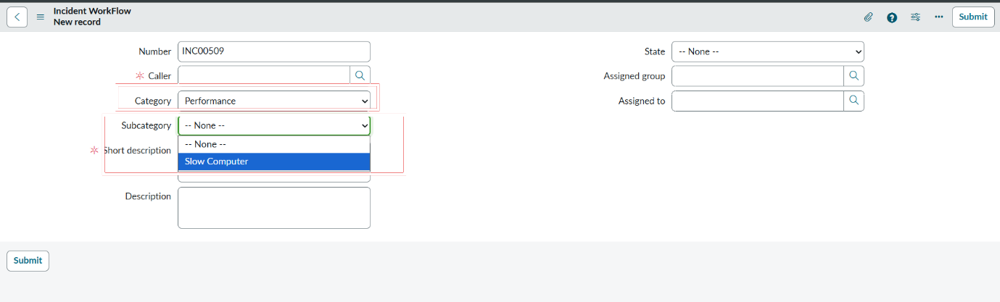 Incident WorkFlow
New record
Submit
Number INC00509
Caller
Category Performance
Subcategory -- None --
-- None --
Slow Computer
Short description
Description
State -- None --
Assigned group
Assigned to
Submit